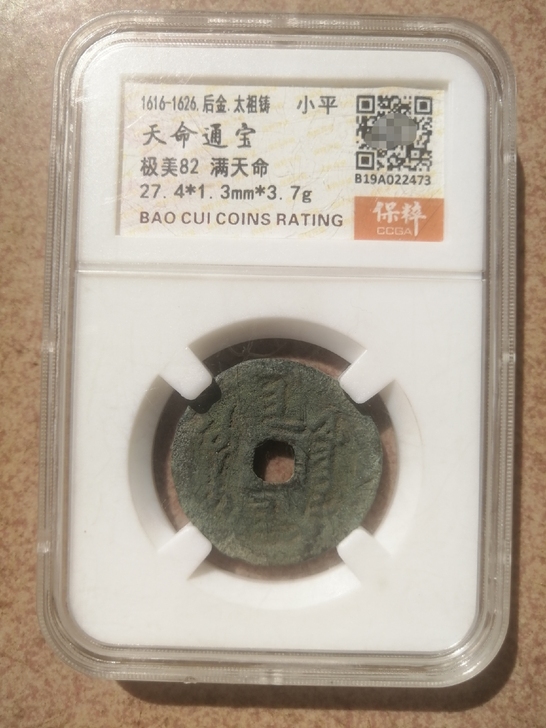 1616-1626.后金.太祖铸 小平
天命通宝
极美82 满天命
27.4*1.3mm*3.7g
BAO CUI COINS RATING
B19A022473
保粹
CCGA